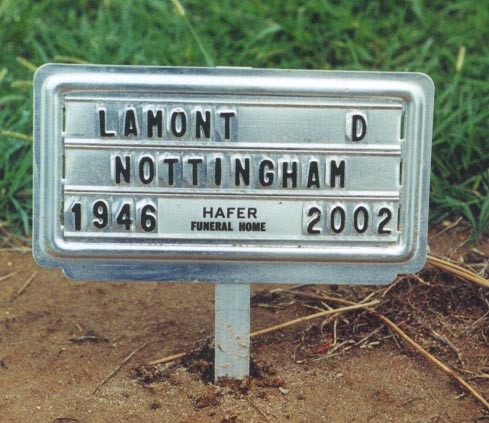 LAMONT D
NOTTINGHAM
1946 HAFER 2002
FUNERAL HOME